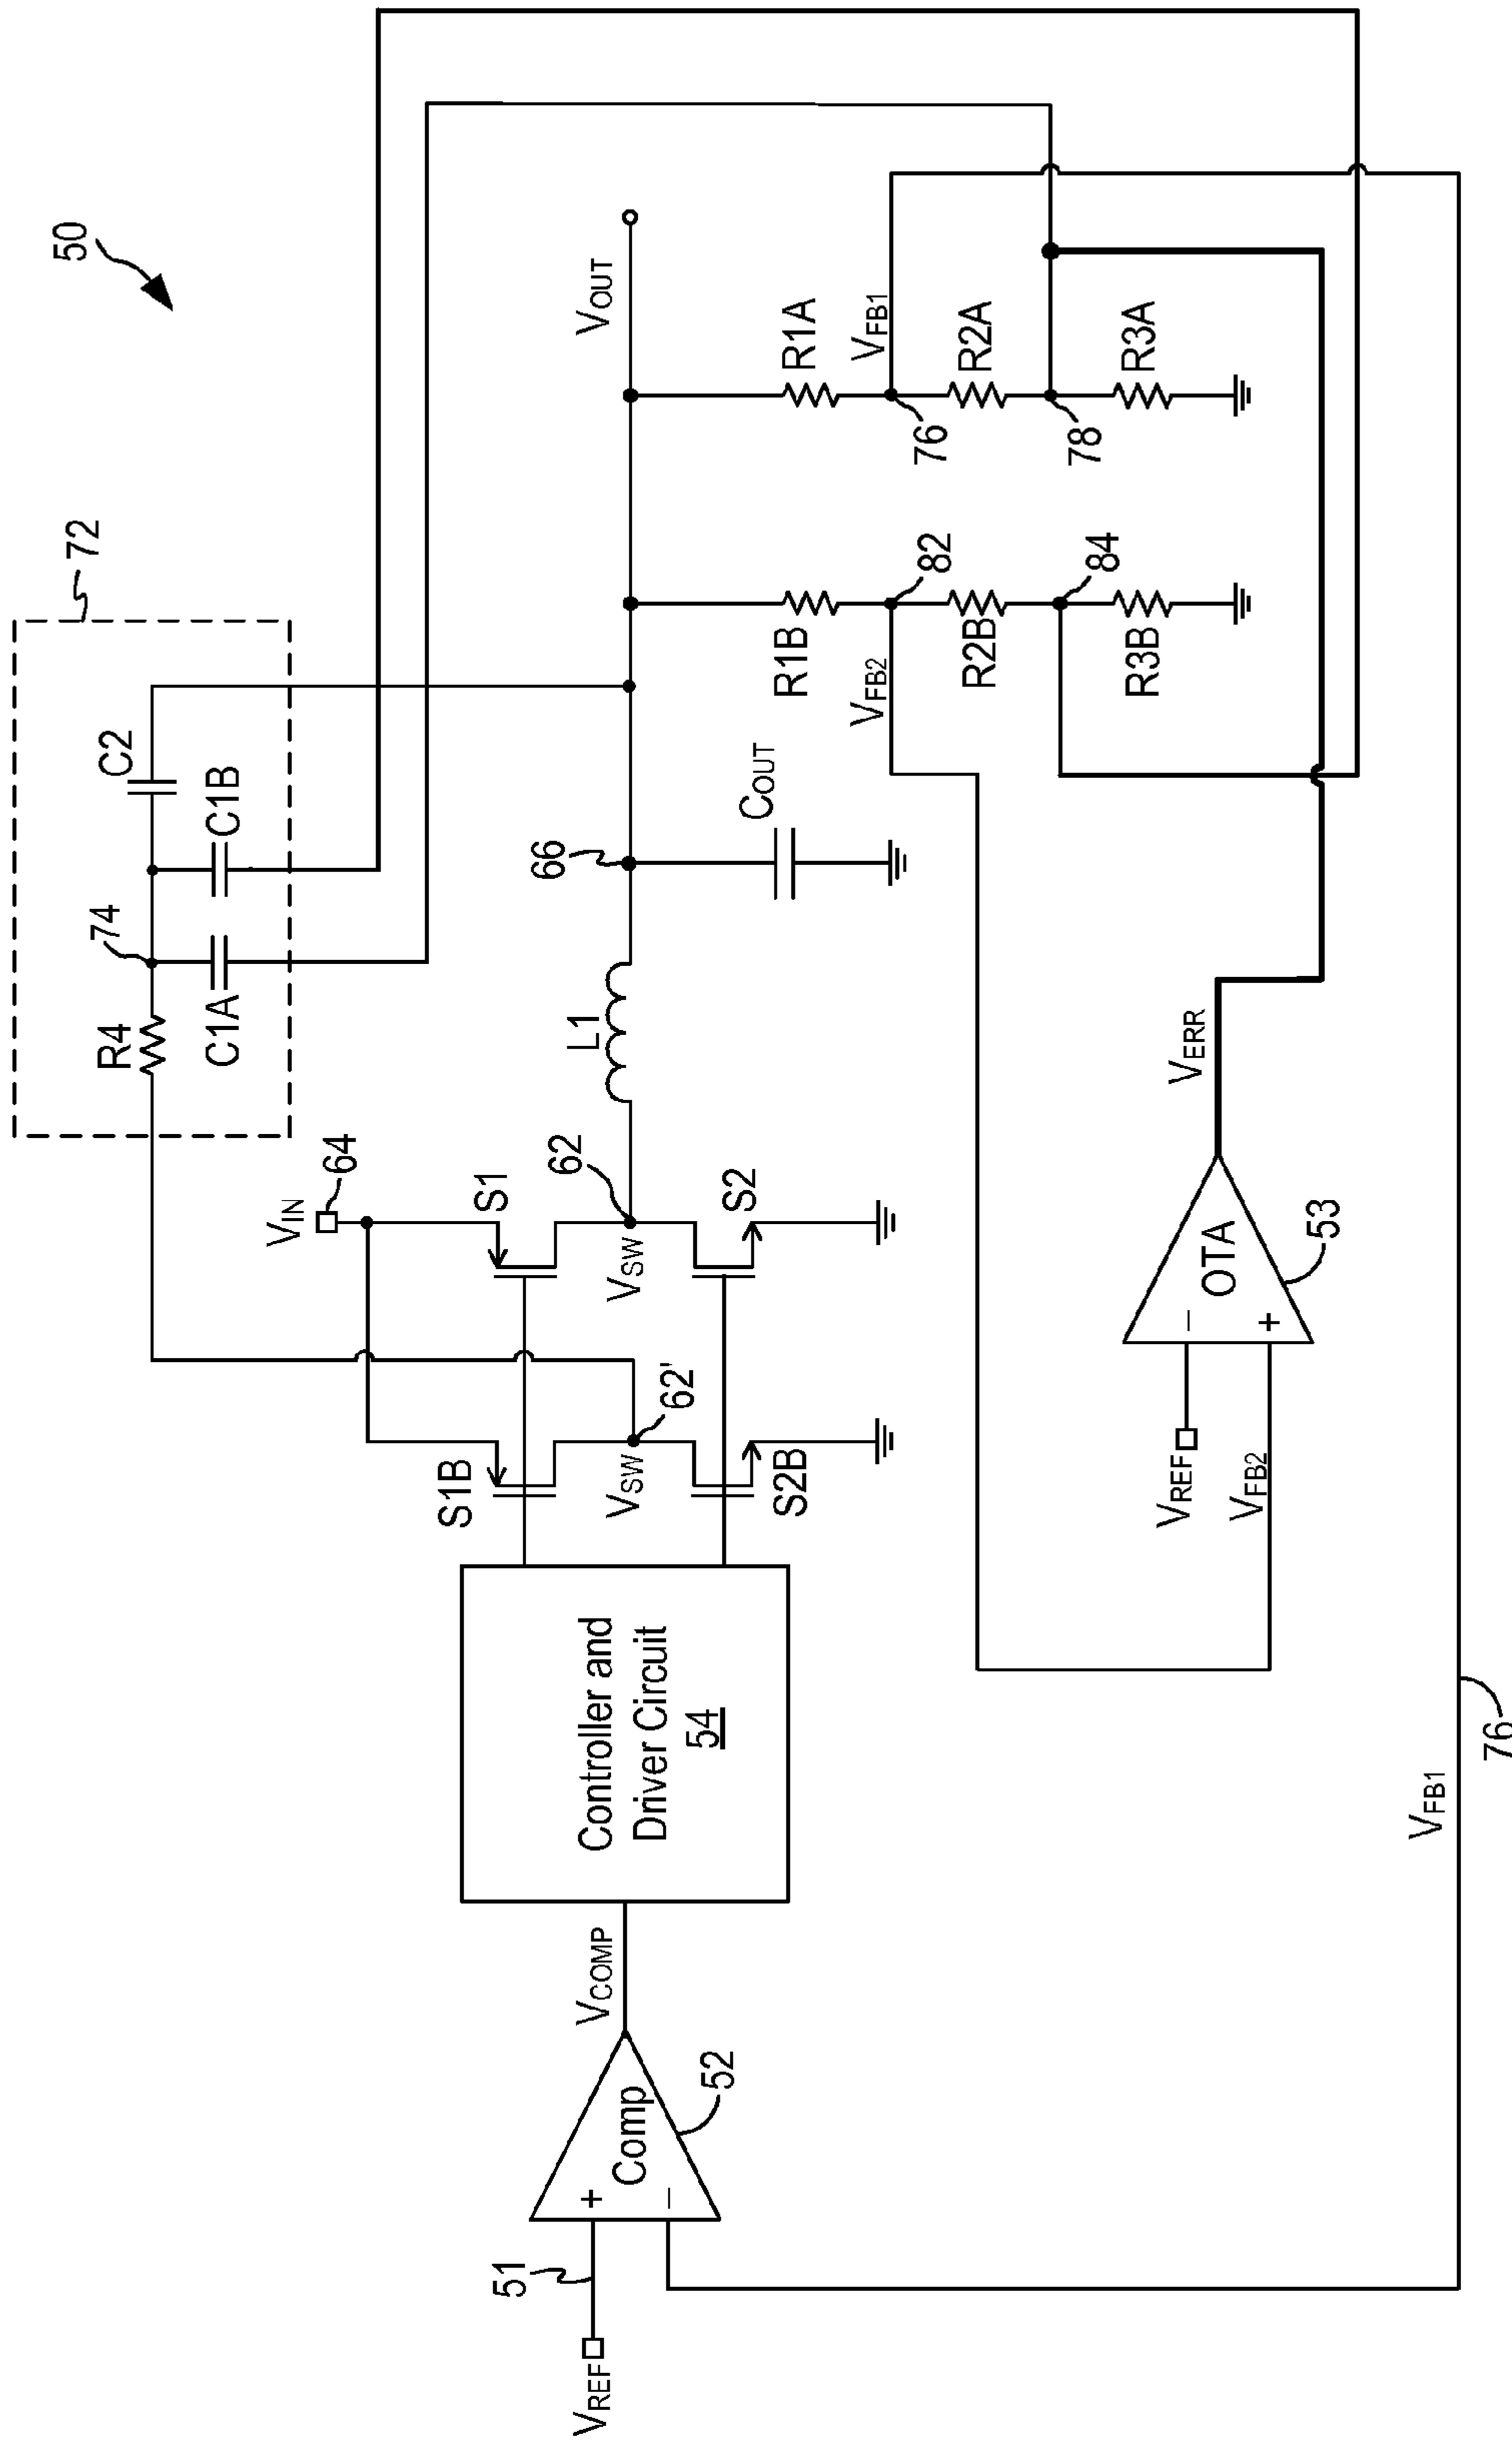 50
72
C2
C1B
74
R4
C1A
VIN
64
VOUT
66
COUT
L1
S1
62
VSW
S2
S1B
62'
VSW
S2B
R1A
VFB1
76
R2A
78
R3A
R1B
VFB2
82
R2B
84
R3B
Controller and
Driver Circuit
54
VCOMP
Comp
+
–
52
51
VREF
VERR
OTA
–
+
53
VREF
VFB2
VFB1
76